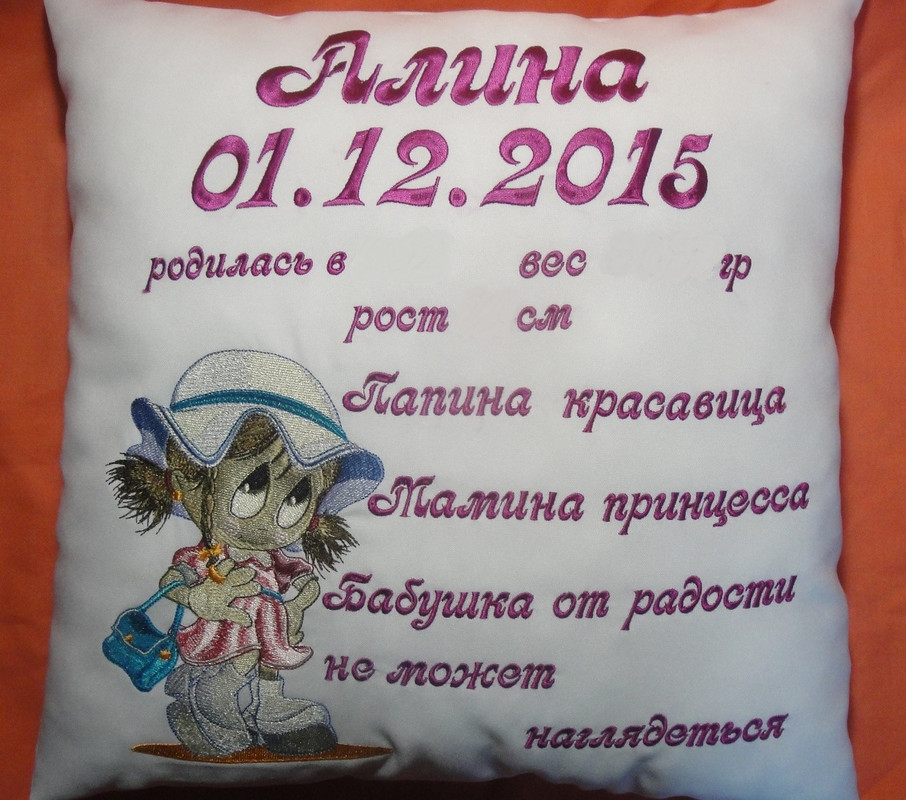 Алина
01.12.2015
родилась в вес гр
рост см
Папина красавица
Мамина принцесса
Бабушка от радости
не может
наглядеться